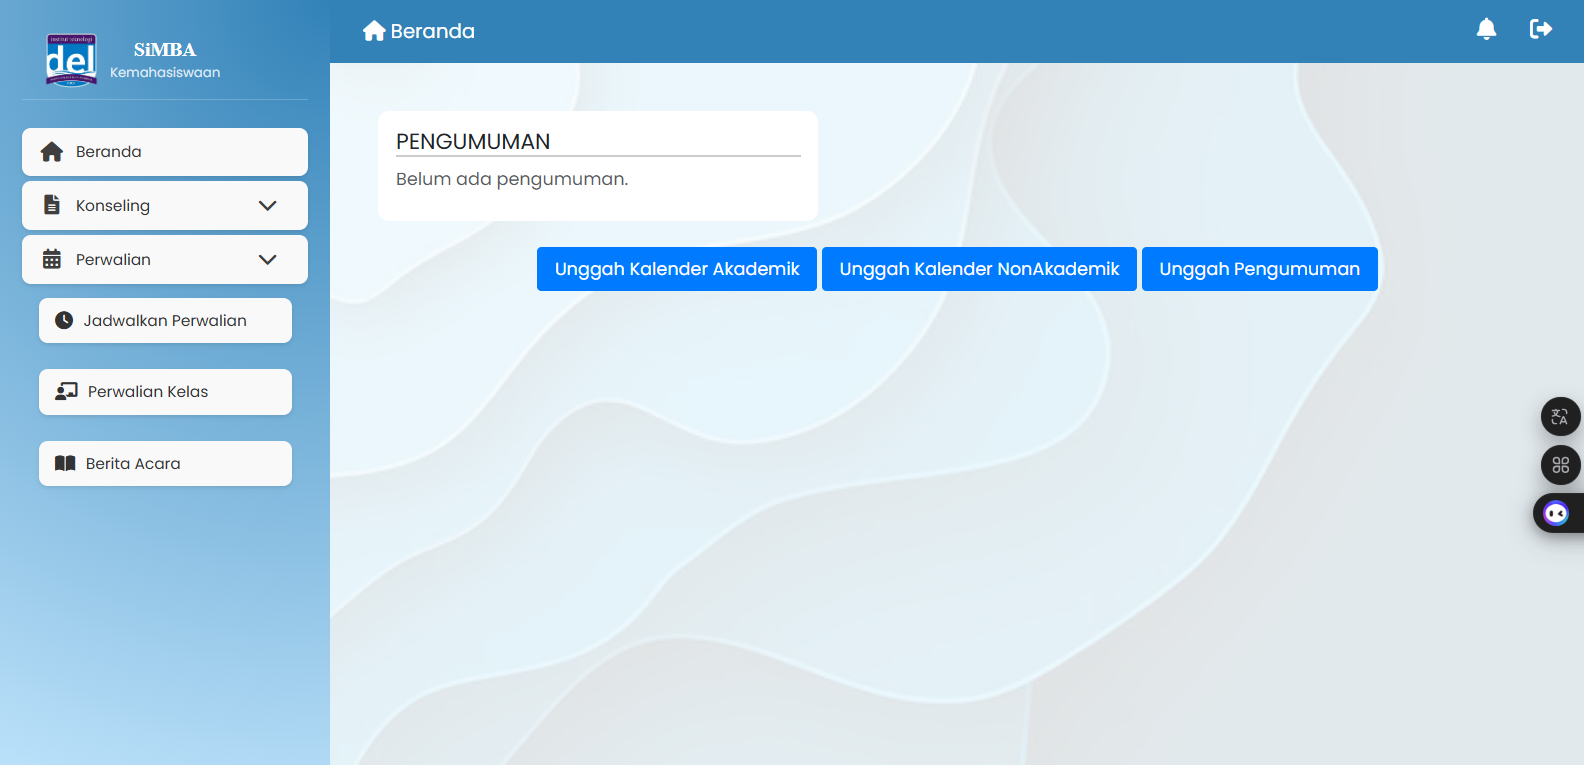 institut teknologi
del
SiMBA
Kemahasiswaan
Beranda
Konseling
Perwalian
Jadwalkan Perwalian
Perwalian Kelas
Berita Acara
Beranda
PENGUMUMAN
Belum ada pengumuman.
Unggah Kalender Akademik
Unggah Kalender NonAkademik
Unggah Pengumuman